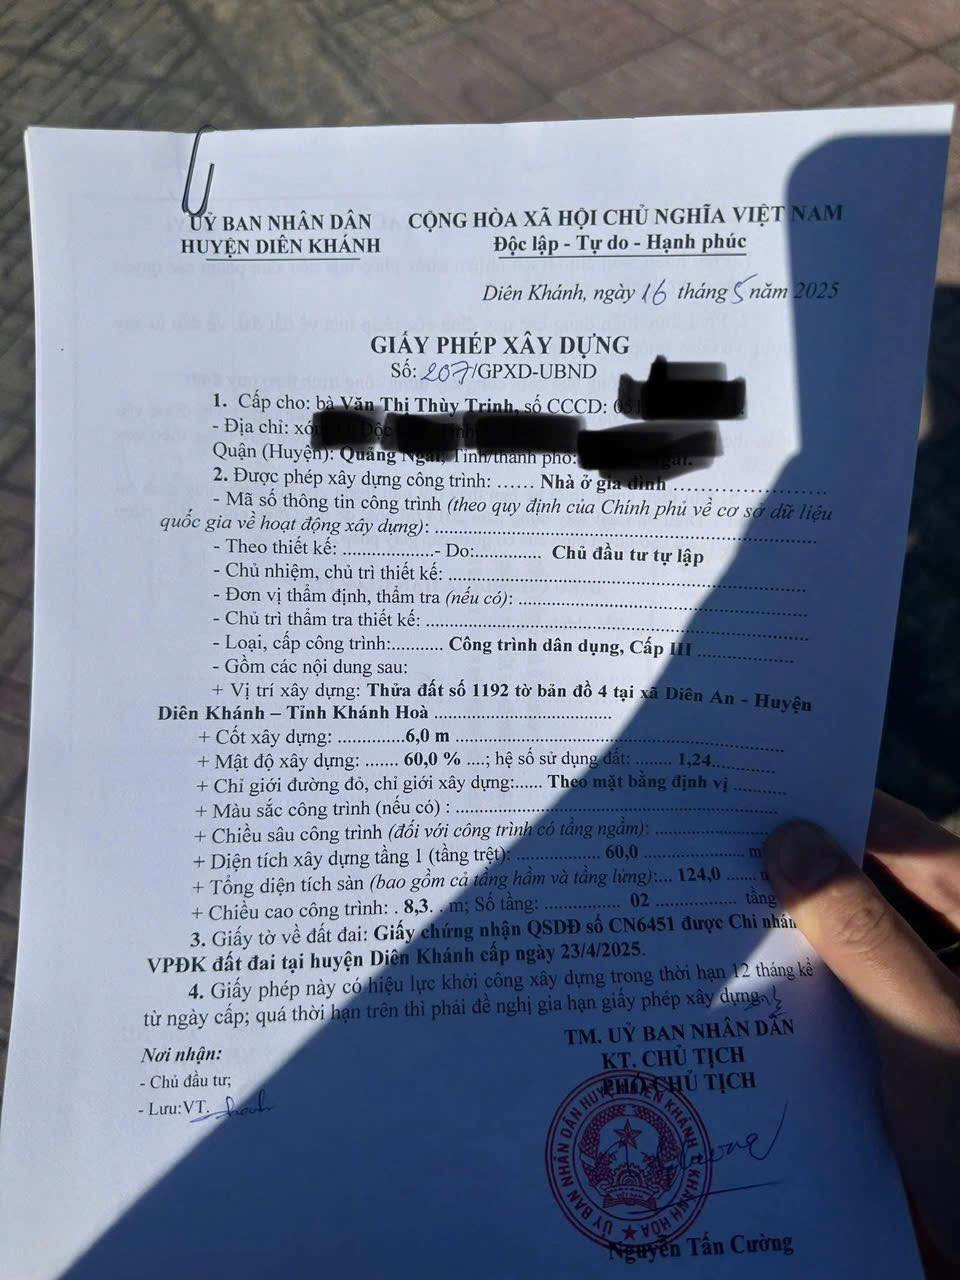 UỶ BAN NHÂN DÂN
HUYỆN DIÊN KHÁNH
CỘNG HÒA XÃ HỘI CHỦ NGHĨA VIỆT NAM
Độc lập - Tự do - Hạnh phúc
Diên Khánh, ngày 16 tháng 5 năm 2025
GIẤY PHÉP XÂY DỰNG
Số: 207/GPXD-UBND
1. Cấp cho: bà Văn Thị Thùy Trinh, số CCCD:
- Địa chỉ:
Quận (Huyện): Quảng Ngãi, Tỉnh/thành phố:
2. Được phép xây dựng công trình: ...... Nhà ở gia đình ..............................
- Mã số thông tin công trình (theo quy định của Chính phủ về cơ sở dữ liệu
quốc gia về hoạt động xây dựng): ..............................
- Theo thiết kế: ..................- Do:............. Chủ đầu tư tự lập
- Chủ nhiệm, chủ trì thiết kế: ..............................
- Đơn vị thẩm định, thẩm tra (nếu có): ..............................
- Chủ trì thẩm tra thiết kế: ..............................
- Loại, cấp công trình:.......... Công trình dân dụng, Cấp III ....................
- Gồm các nội dung sau:
+ Vị trí xây dựng: Thửa đất số 1192 tờ bản đồ 4 tại xã Diên An - Huyện
Diên Khánh – Tỉnh Khánh Hoà ..............................
+ Cốt xây dựng: .............6,0 m ..............................
+ Mật độ xây dựng: ....... 60,0 % ....; hệ số sử dụng đất: ........ 1,24........
+ Chỉ giới đường đỏ, chỉ giới xây dựng:...... Theo mặt bằng định vị ..........
+ Màu sắc công trình (nếu có) : ..............................
+ Chiều sâu công trình (đối với công trình có tầng ngầm): ....................
+ Diện tích xây dựng tầng 1 (tầng trệt): ................. 60,0 ..................... m
+ Tổng diện tích sàn (bao gồm cả tầng hầm và tầng lửng):... 124,0 .......
+ Chiều cao công trình: . 8,3. . m; Số tầng: ............... 02 ................. tầng
3. Giấy tờ về đất đai: Giấy chứng nhận QSDĐ số CN6451 được Chi nhán
VPĐK đất đai tại huyện Diên Khánh cấp ngày 23/4/2025.
4. Giấy phép này có hiệu lực khởi công xây dựng trong thời hạn 12 tháng kể
từ ngày cấp; quá thời hạn trên thì phải đề nghị gia hạn giấy phép xây dựng.
Nơi nhận:
- Chủ đầu tư;
- Lưu:VT.
TM. UỶ BAN NHÂN DÂN
KT. CHỦ TỊCH
PHÓ CHỦ TỊCH
ỦY BAN NHÂN DÂN HUYỆN DIÊN KHÁNH
T. KHÁNH HÒA
Nguyễn Tấn Cường